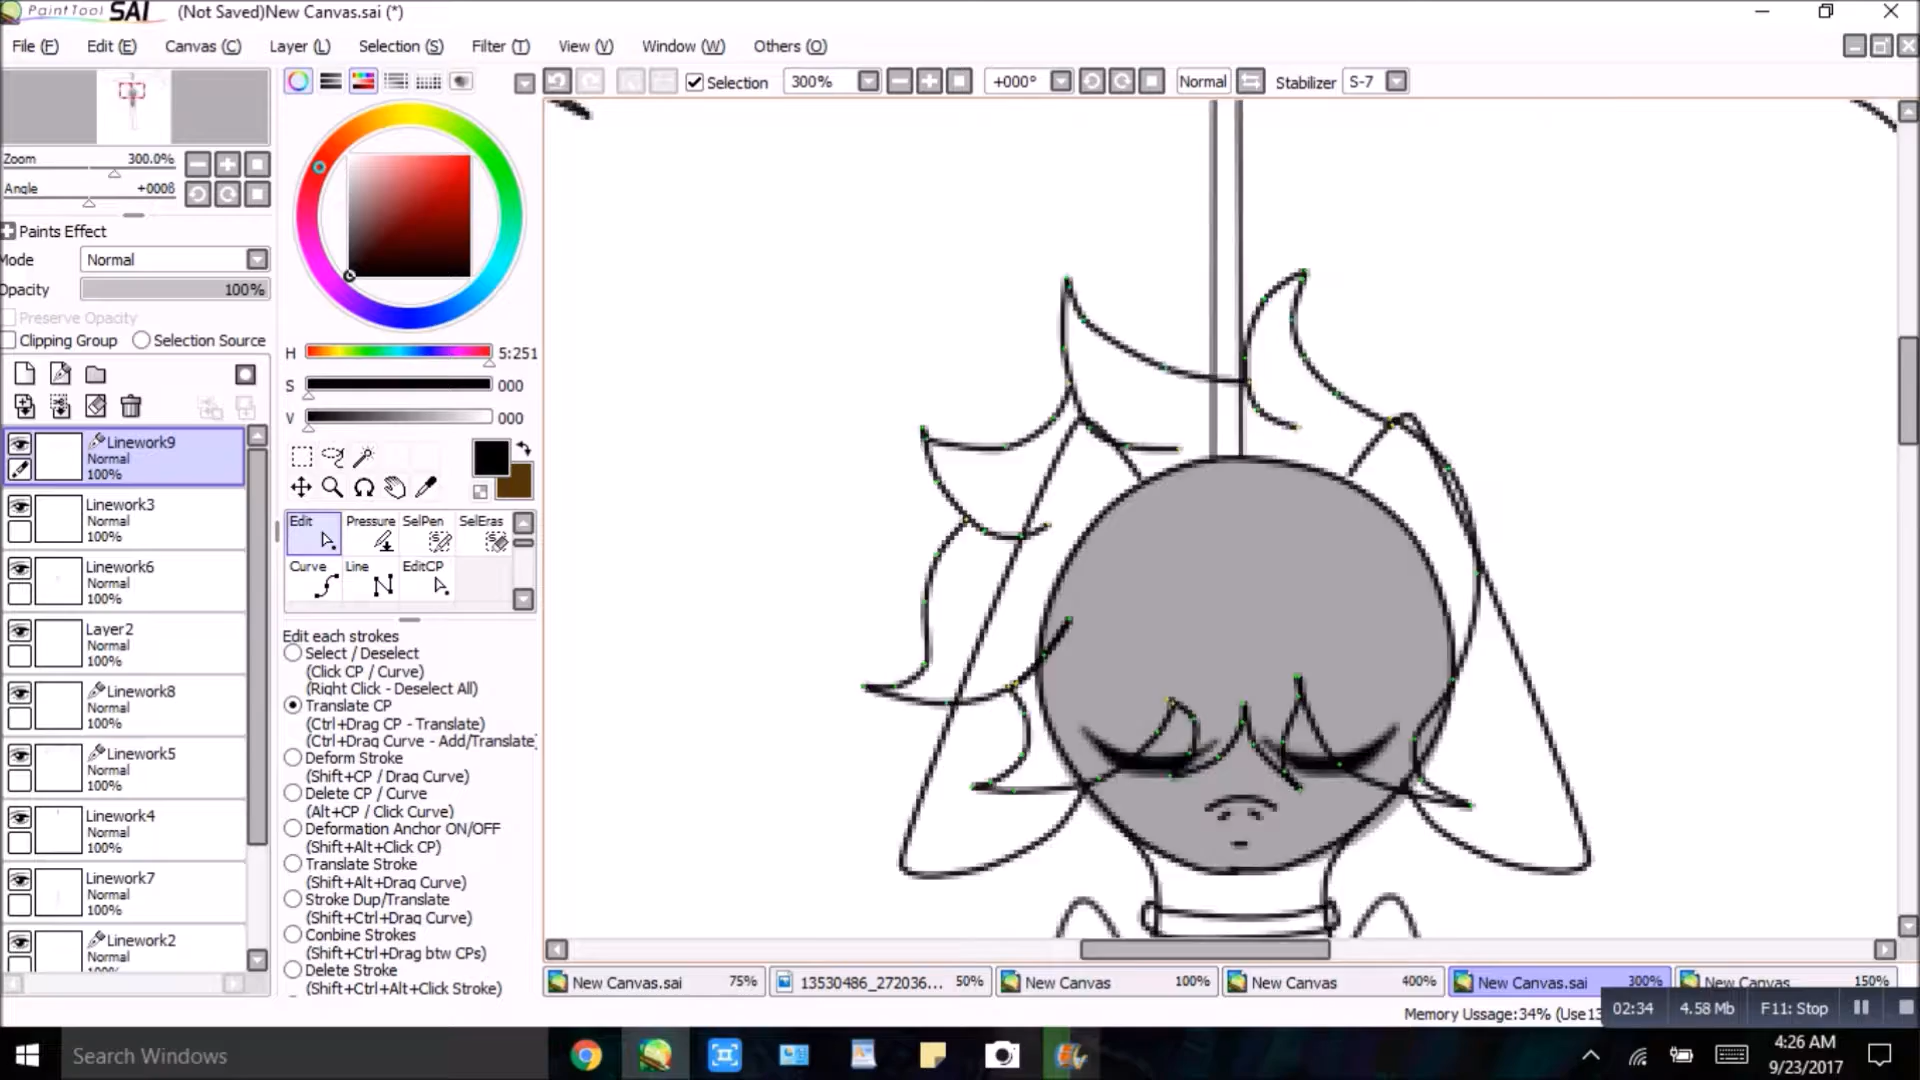 PaintTool SAI (Not Saved)New Canvas.sai (*)
File (F) Edit (E) Canvas (C) Layer (L) Selection (S) Filter (T) View (V) Window (W) Others (O)
Selection 300% +000° Normal Stabilizer S-7
Zoom 300.0%
Angle +000ß
Paints Effect
Mode Normal
Opacity 100%
Preserve Opacity
Clipping Group Selection Source
Linework9
Normal
100%
Linework3
Normal
100%
Linework6
Normal
100%
Layer2
Normal
100%
Linework8
Normal
100%
Linework5
Normal
100%
Linework4
Normal
100%
Linework7
Normal
100%
Linework2
Normal
100%
H 5:251
S 000
V 000
Edit Pressure SelPen SelEras
Curve Line EditCP
Edit each strokes
Select / Deselect
(Click CP / Curve)
(Right Click - Deselect All)
Translate CP
(Ctrl+Drag CP - Translate)
(Ctrl+Drag Curve - Add/Translate
Deform Stroke
(Shift+CP / Drag Curve)
Delete CP / Curve
(Alt+CP / Click Curve)
Deformation Anchor ON/OFF
(Shift+Alt+Click CP)
Translate Stroke
(Shift+Alt+Drag Curve)
Stroke Dup/Translate
(Shift+Ctrl+Drag Curve)
Conbine Strokes
(Shift+Ctrl+Drag btw CPs)
Delete Stroke
(Shift+Ctrl+Alt+Click Stroke)
New Canvas.sai 75% 13530486_272036... 50% New Canvas 100% New Canvas 400% New Canvas.sai 300% New Canvas 150%
Memory Ussage:34% (Use13
02:34 4.58 Mb F11: Stop
Search Windows
4:26 AM
9/23/2017